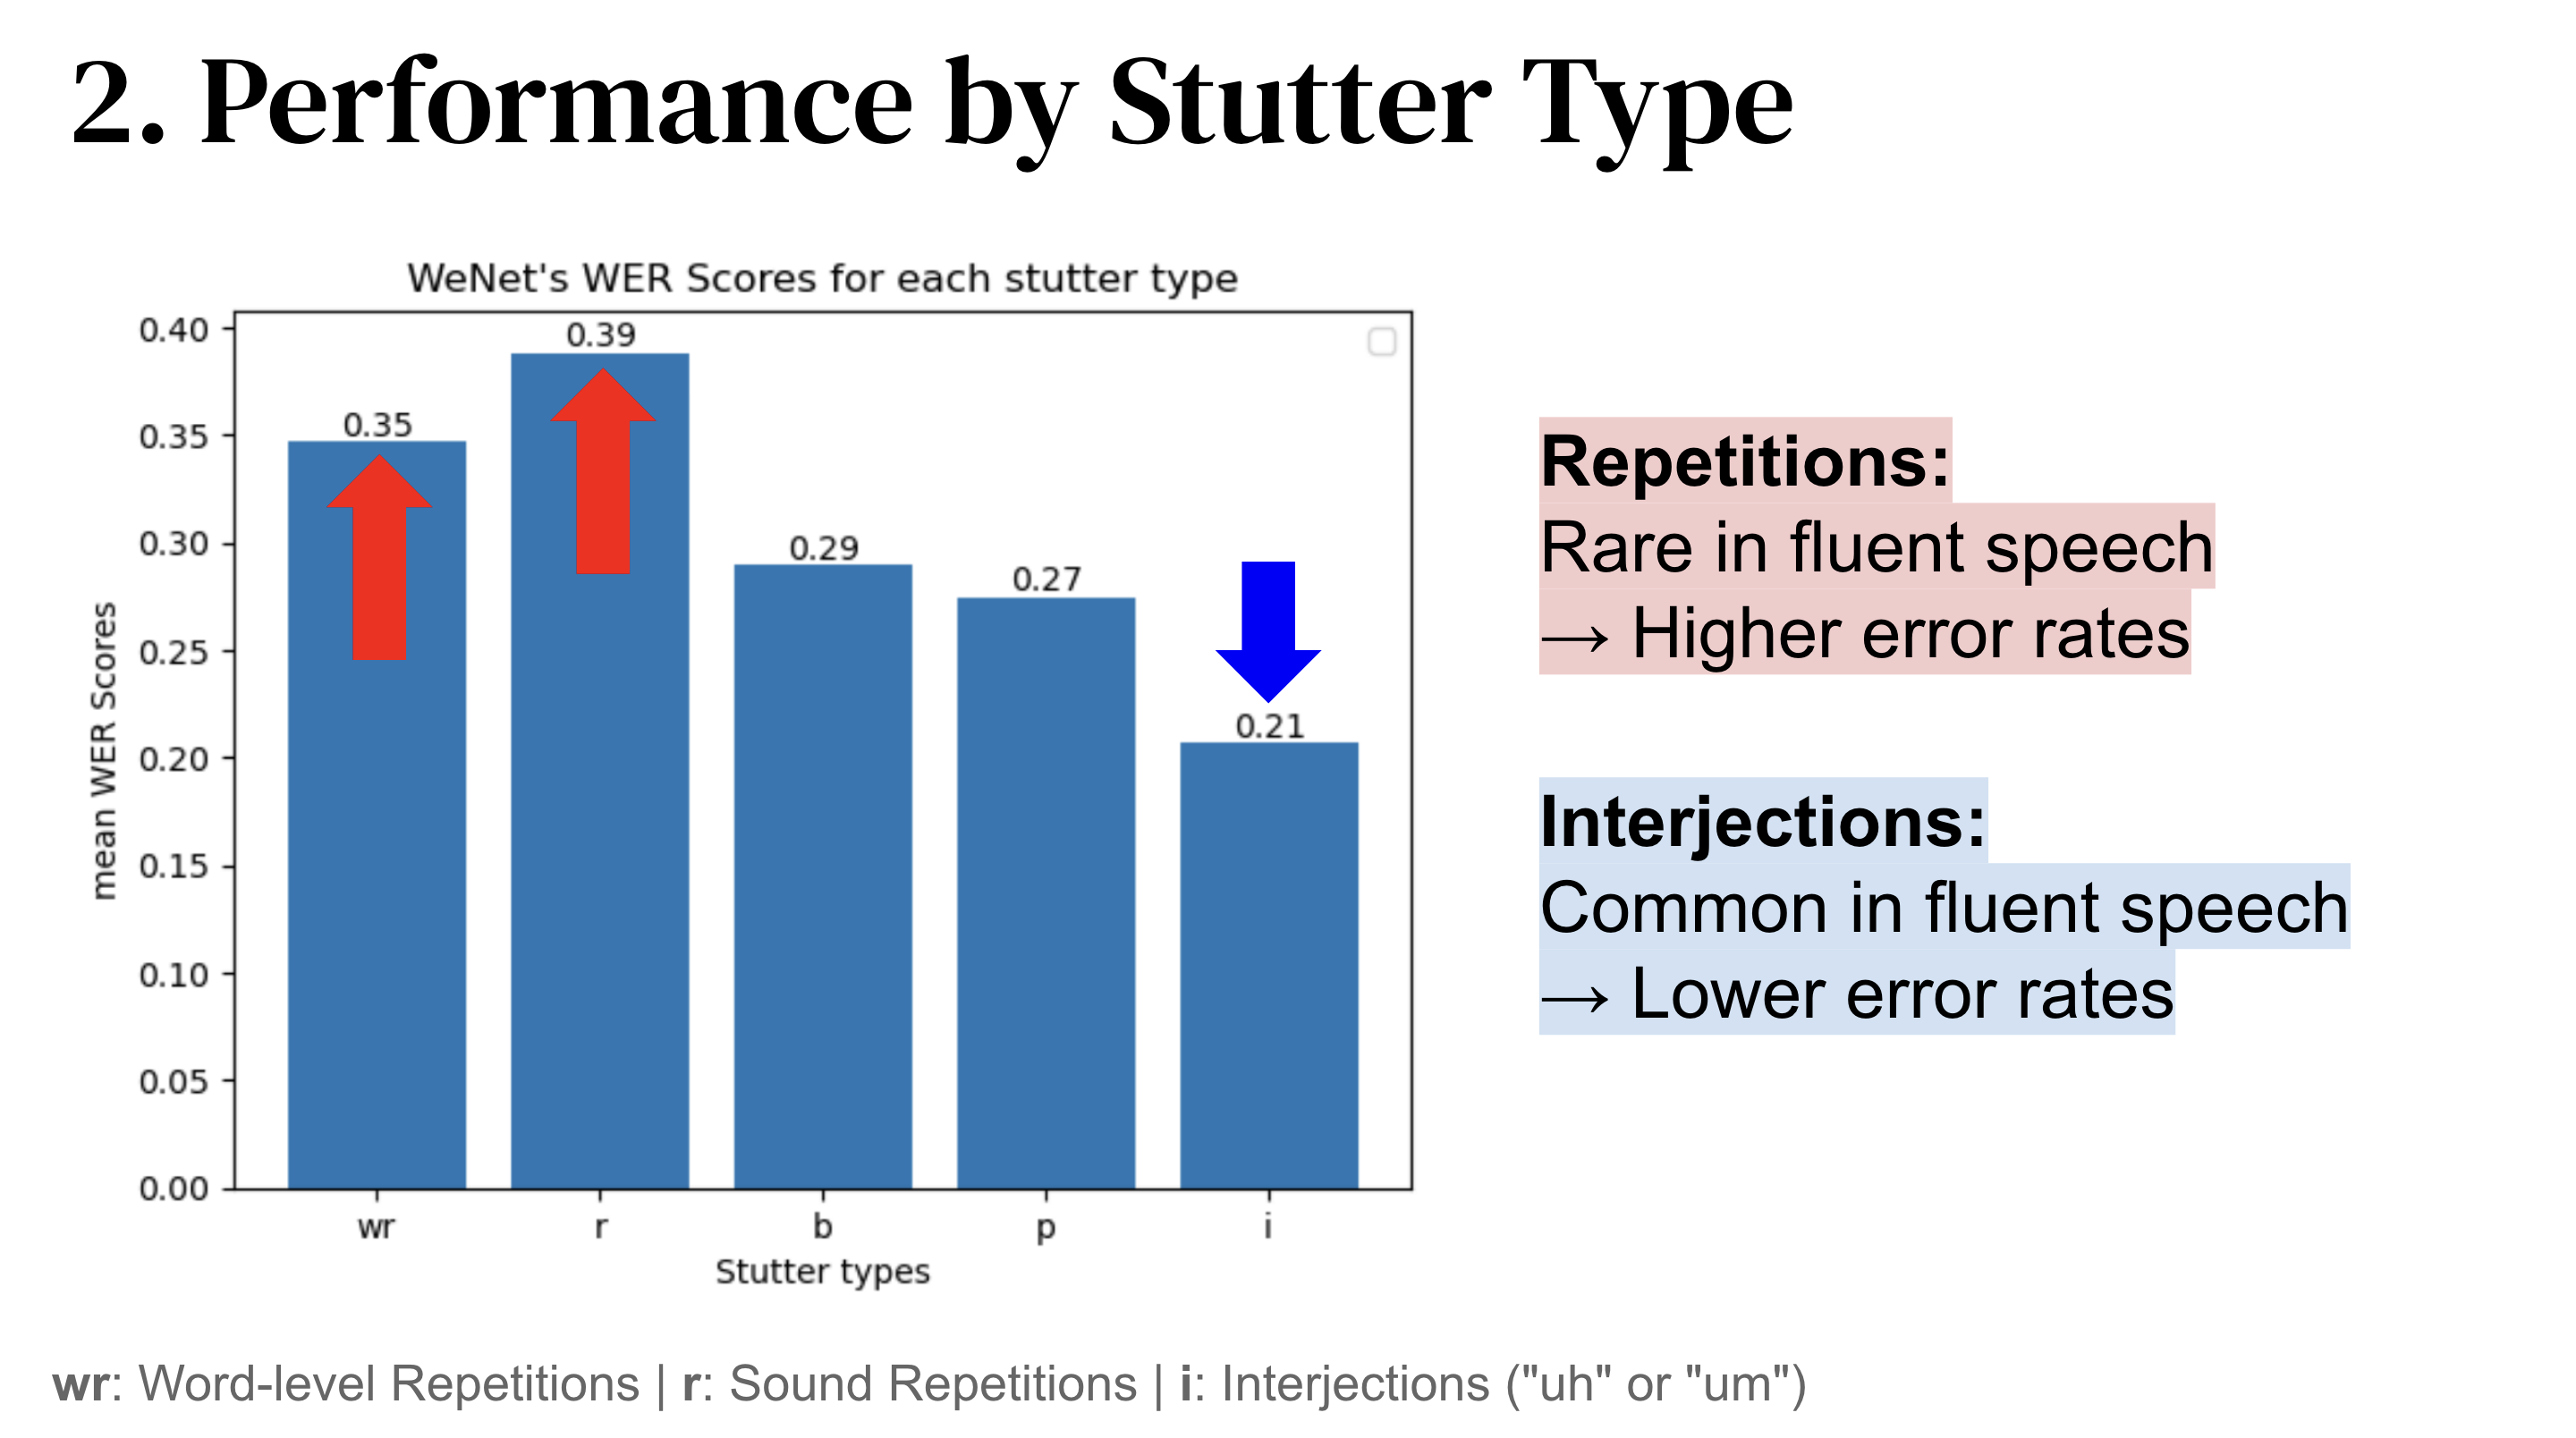 2. Performance by Stutter Type
WeNet's WER Scores for each stutter type
mean WER Scores
0.40
0.35
0.30
0.25
0.20
0.15
0.10
0.05
0.00
0.35
0.39
0.29
0.27
0.21
wr r b p i
Stutter types
Repetitions:
Rare in fluent speech
→ Higher error rates
Interjections:
Common in fluent speech
→ Lower error rates
wr: Word-level Repetitions | r: Sound Repetitions | i: Interjections ("uh" or "um")